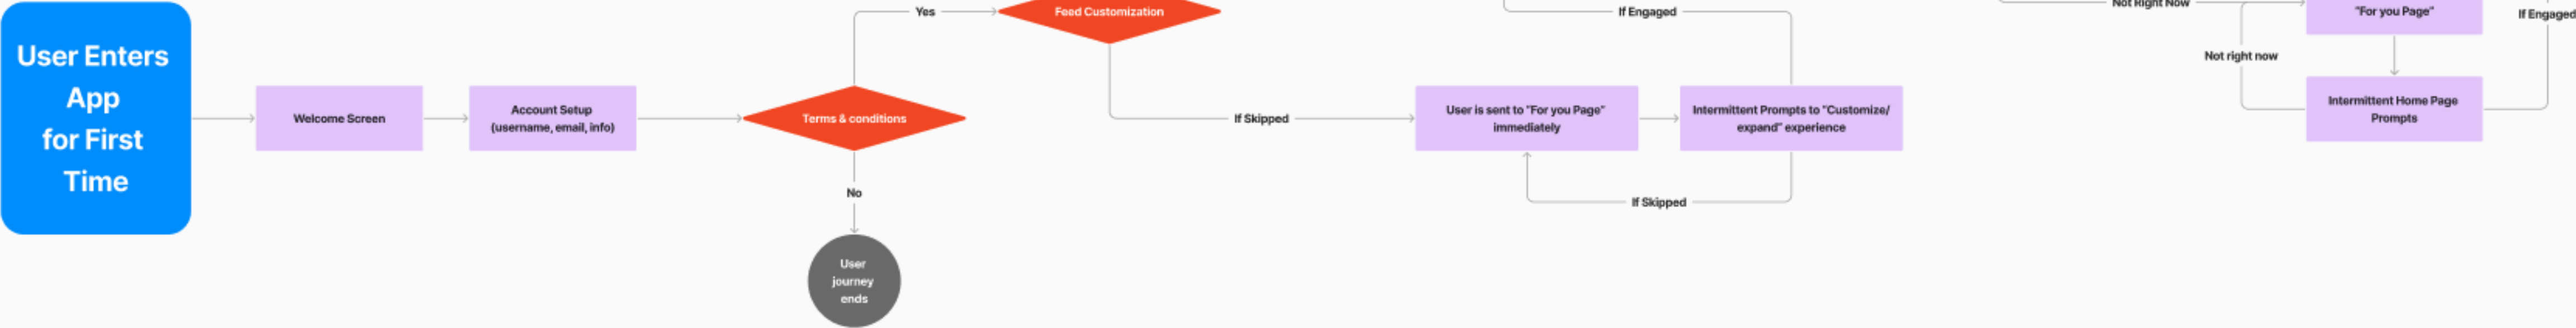 User Enters
App
for First
Time
Welcome Screen
Account Setup
(username, email, info)
Terms & conditions
Yes
Feed Customization
No
User
journey
ends
If Skipped
If Engaged
User is sent to "For you Page"
immediately
Intermittent Prompts to "Customize/
expand" experience
If Skipped
Not Right Now
Not right now
"For you Page"
Intermittent Home Page
Prompts
If Engaged